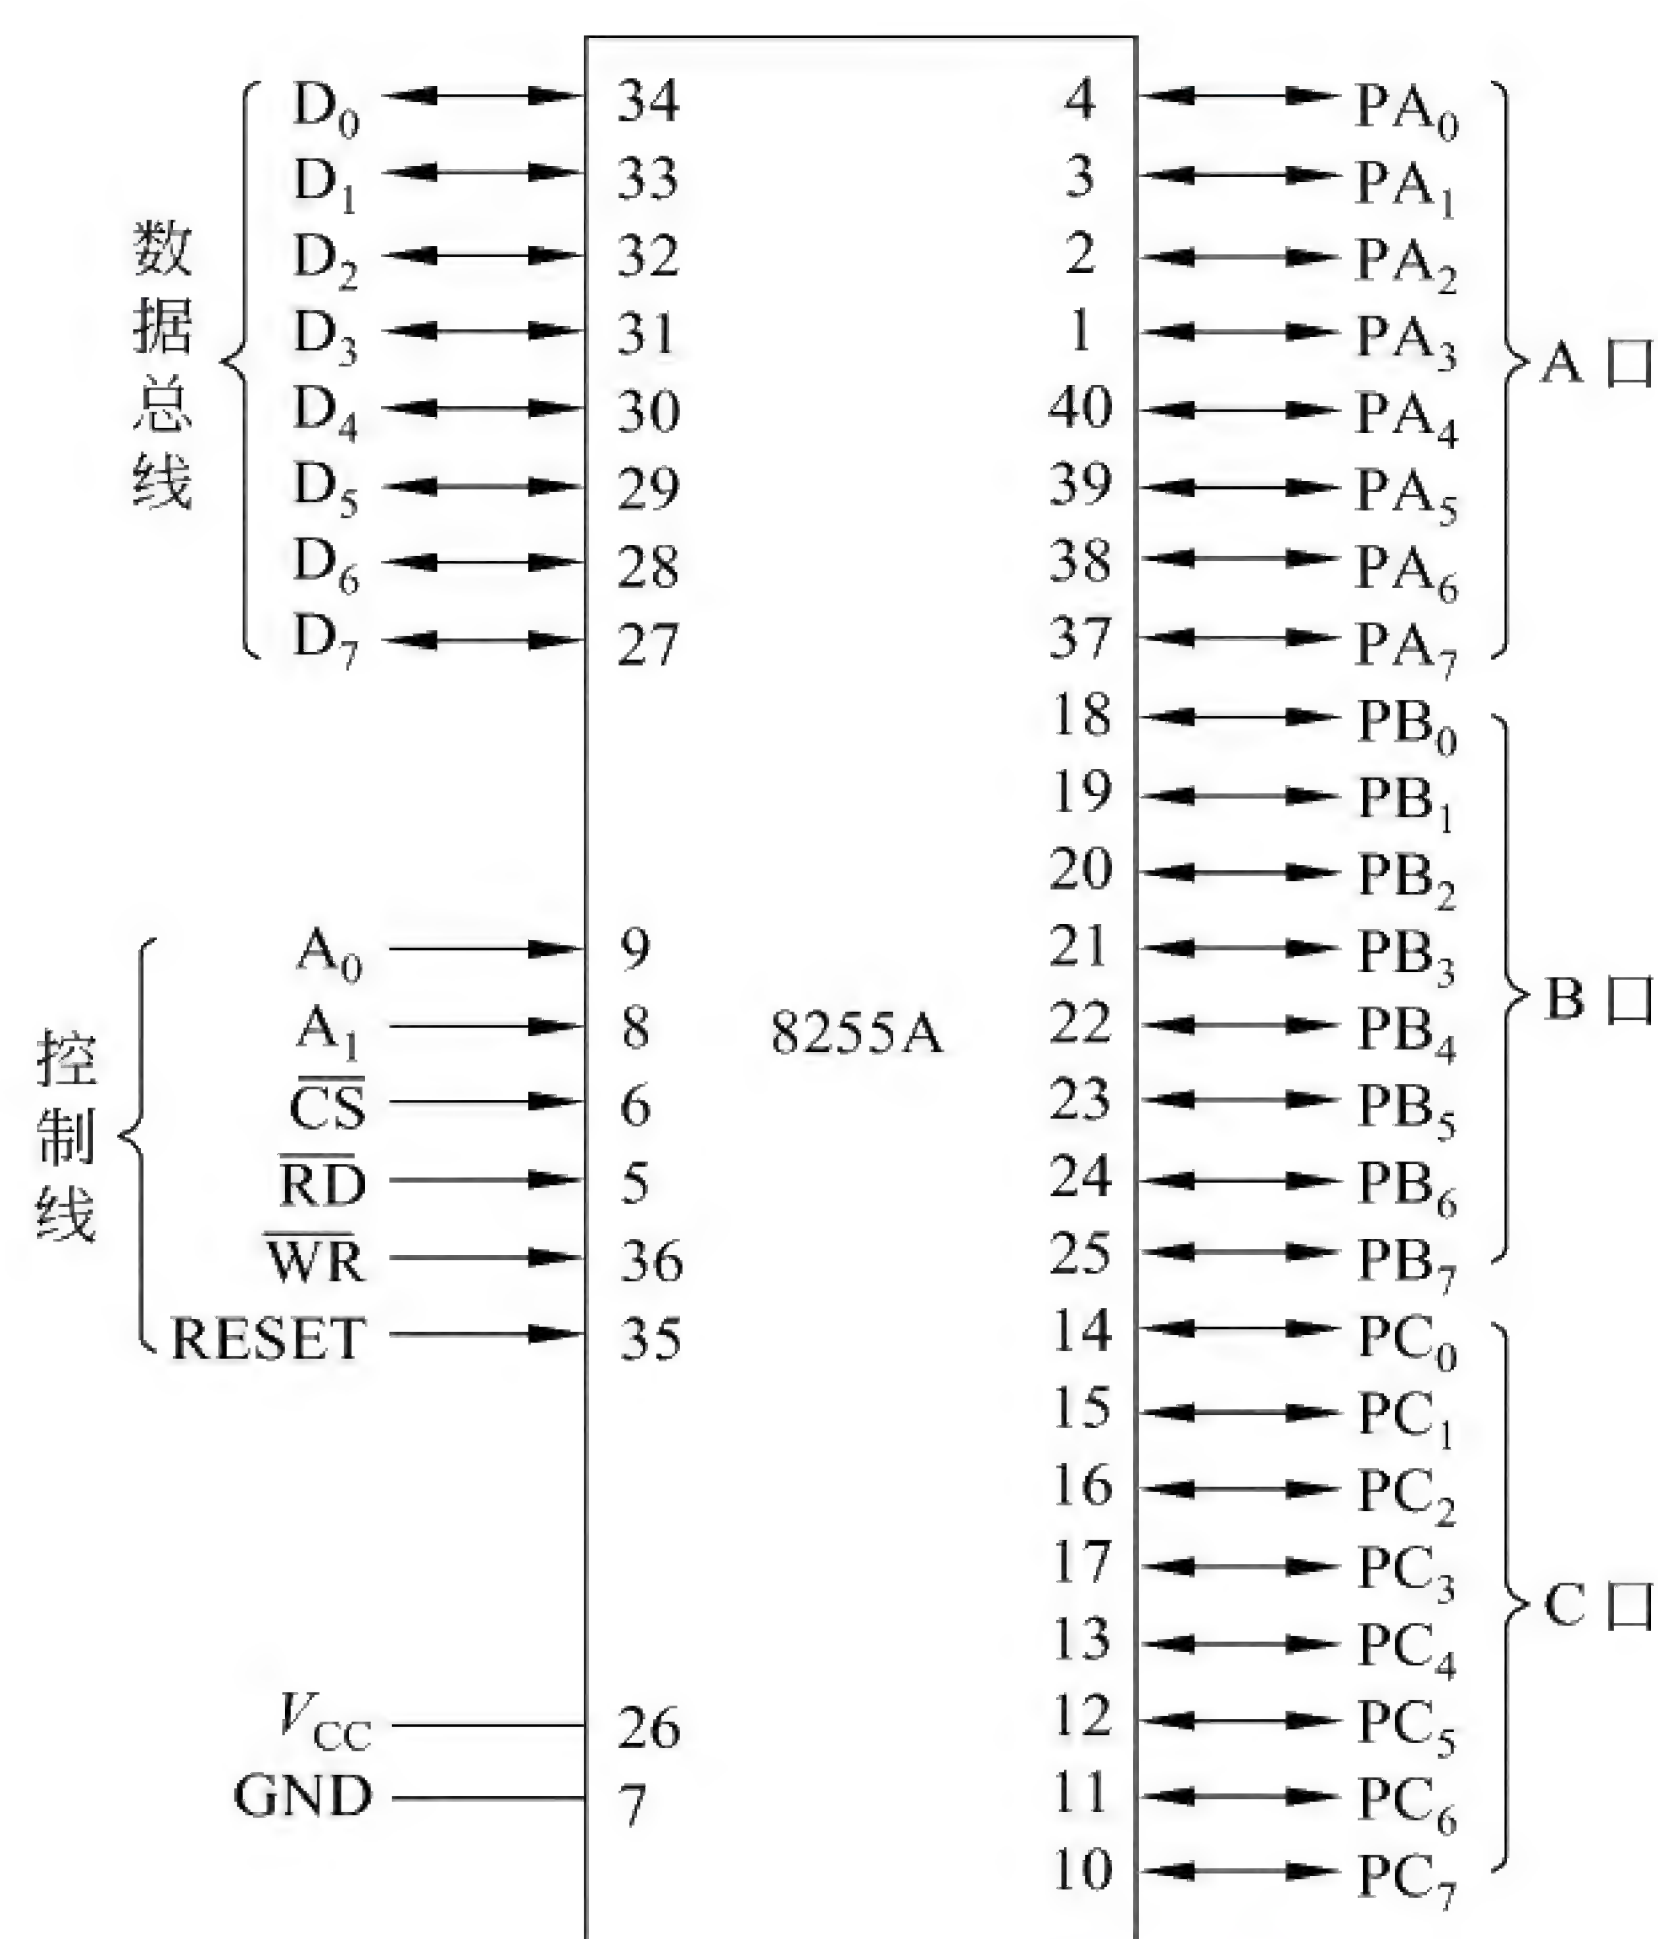 数据总线
D0 34
D1 33
D2 32
D3 31
D4 30
D5 29
D6 28
D7 27
控制线
A0 9
A1 8
C̅S̅ 6
R̅D̅ 5
W̅R̅ 36
RESET 35
VCC 26
GND 7
8255A
4 PA0
3 PA1
2 PA2
1 PA3
40 PA4
39 PA5
38 PA6
37 PA7
A 口
18 PB0
19 PB1
20 PB2
21 PB3
22 PB4
23 PB5
24 PB6
25 PB7
B 口
14 PC0
15 PC1
16 PC2
17 PC3
13 PC4
12 PC5
11 PC6
10 PC7
C 口